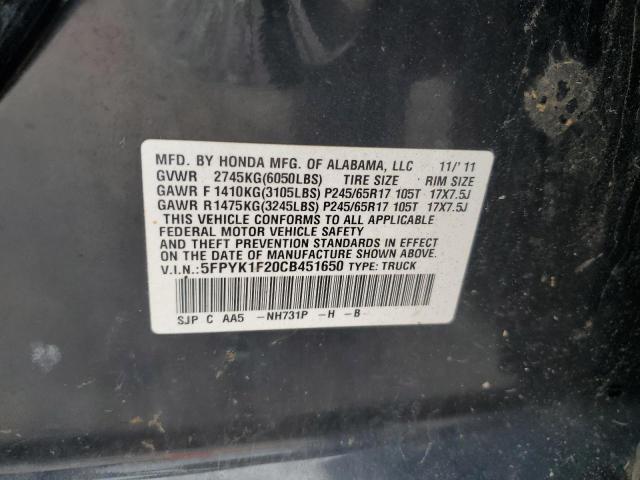 MFD. BY HONDA MFG. OF ALABAMA, LLC 11/'11
GVWR 2745KG(6050LBS) TIRE SIZE RIM SIZE
GAWR F 1410KG(3105LBS) P245/65R17 105T 17X7.5J
GAWR R1475KG(3245LBS) P245/65R17 105T 17X7.5J
THIS VEHICLE CONFORMS TO ALL APPLICABLE
FEDERAL MOTOR VEHICLE SAFETY
AND THEFT PREVENTION STANDARDS IN EFFECT
ON THE DATE OF MANUFACTURE SHOWN ABOVE.
V.I.N.:5FPYK1F20CB451650 TYPE: TRUCK
SJP C AA5 -NH731P -H -B